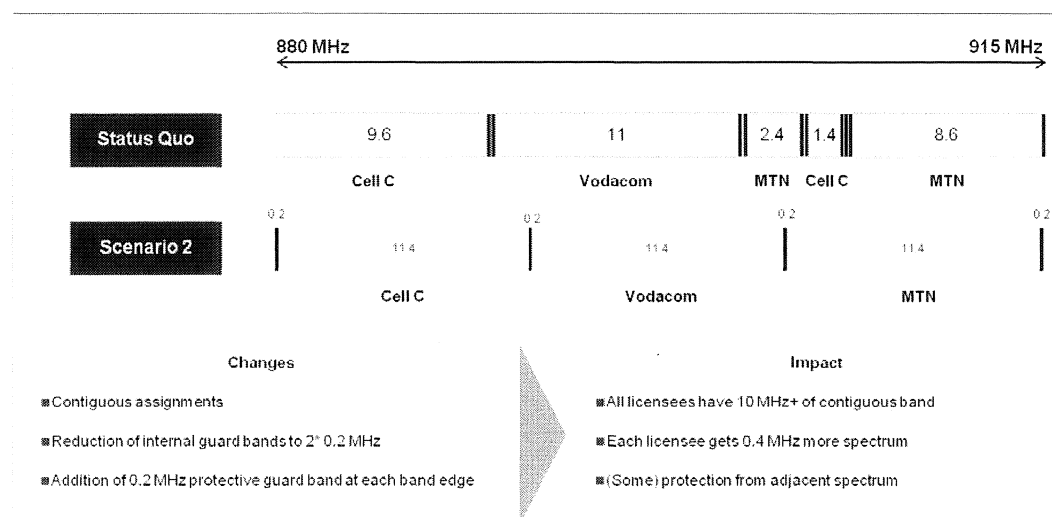 880 MHz 915 MHz
Status Quo 9.6 11 2.4 1.4 8.6
Cell C Vodacom MTN Cell C MTN
0.2 0.2 0.2 0.2
Scenario 2 11.4 11.4 11.4
Cell C Vodacom MTN
Changes Impact
Contiguous assignments All licensees have 10 MHz+ of contiguous band
Reduction of internal guard bands to 2* 0.2 MHz Each licensee gets 0.4 MHz more spectrum
Addition of 0.2 MHz protective guard band at each band edge (Some) protection from adjacent spectrum